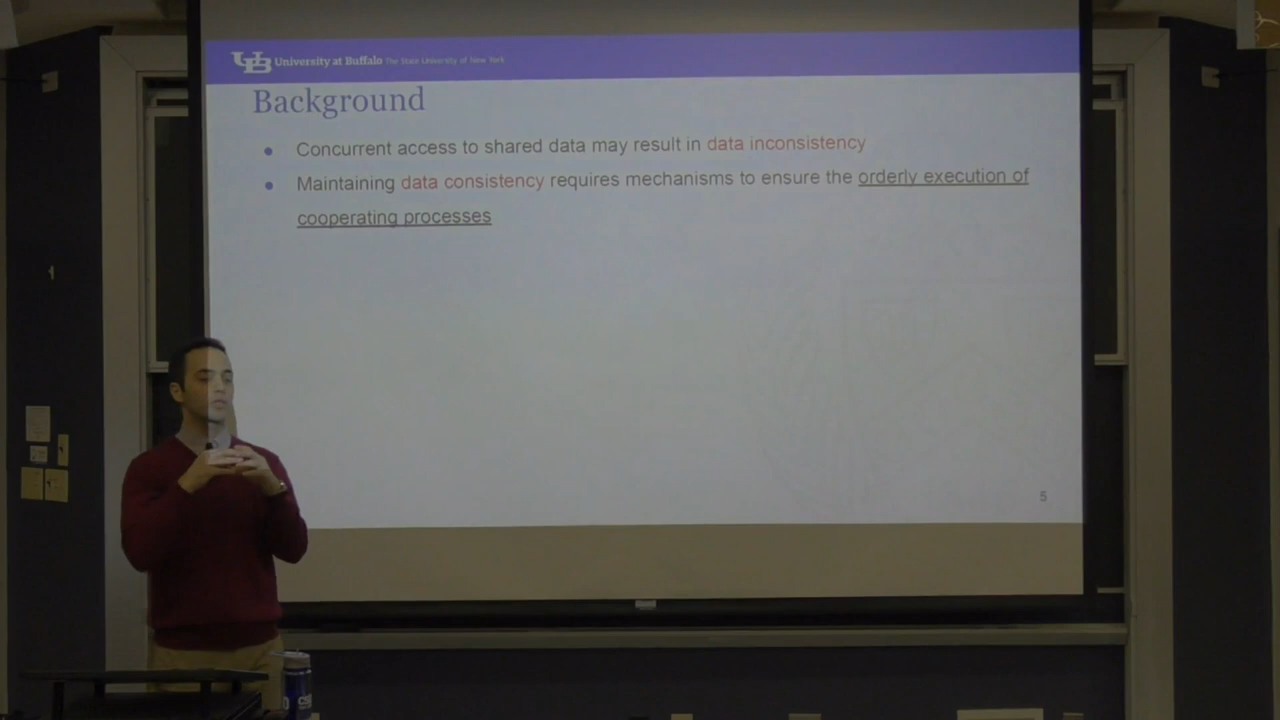 UB University at Buffalo The State University of New York
Background
Concurrent access to shared data may result in data inconsistency
Maintaining data consistency requires mechanisms to ensure the orderly execution of
cooperating processes
5